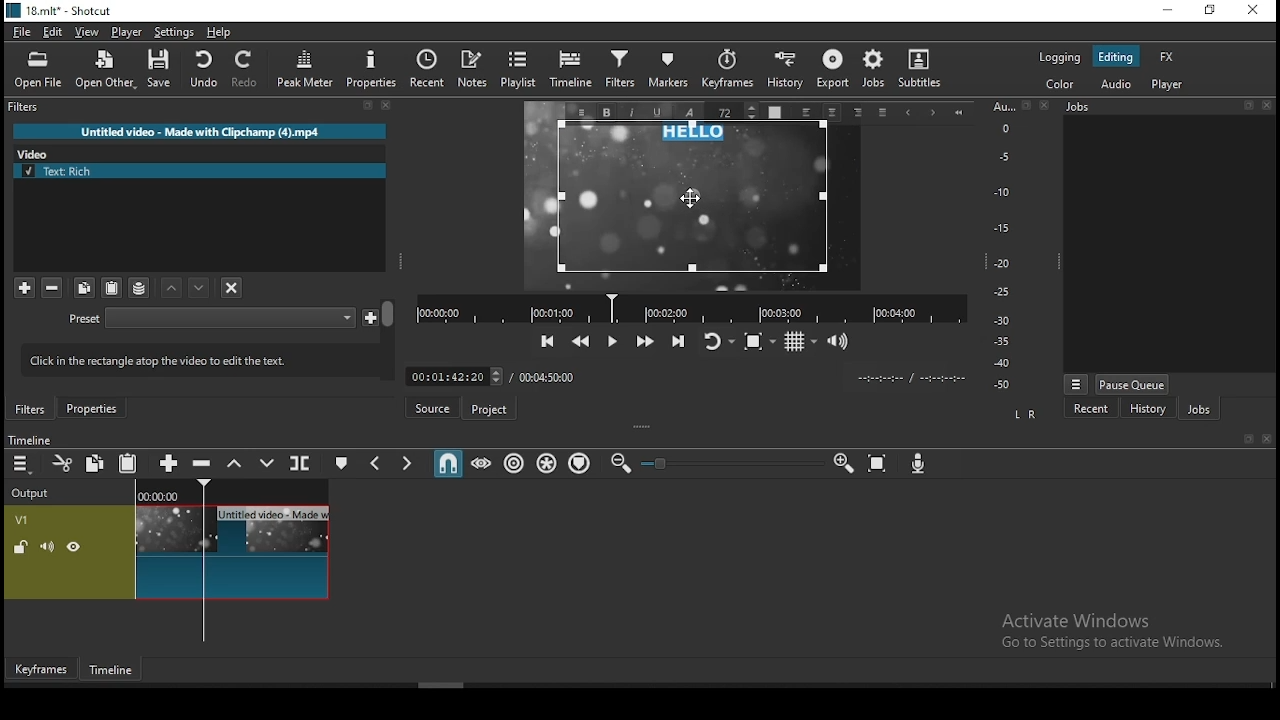 18.mlt* - Shotcut
File Edit View Player Settings Help
Open File Open Other Save Undo Redo Peak Meter Properties Recent Notes Playlist Timeline Filters Markers Keyframes History Export Jobs Subtitles
Logging Editing FX
Color Audio Player
Filters
Untitled video - Made with Clipchamp (4).mp4
Video
✓ Text: Rich
Preset
Click in the rectangle atop the video to edit the text.
Filters Properties
B I U A 72
HELLO
00:00:00 00:01:00 00:02:00 00:03:00 00:04:00
00:01:42:20 / 00:04:50:00 --:--:--:-- / --:--:--:--
Source Project
Au...
0
-5
-10
-15
-20
-25
-30
-35
-40
-50
L R
Jobs
Pause Queue
Recent History Jobs
Timeline
Output
00:00:00
V1
Untitled video - Made w
Activate Windows
Go to Settings to activate Windows.
Keyframes Timeline